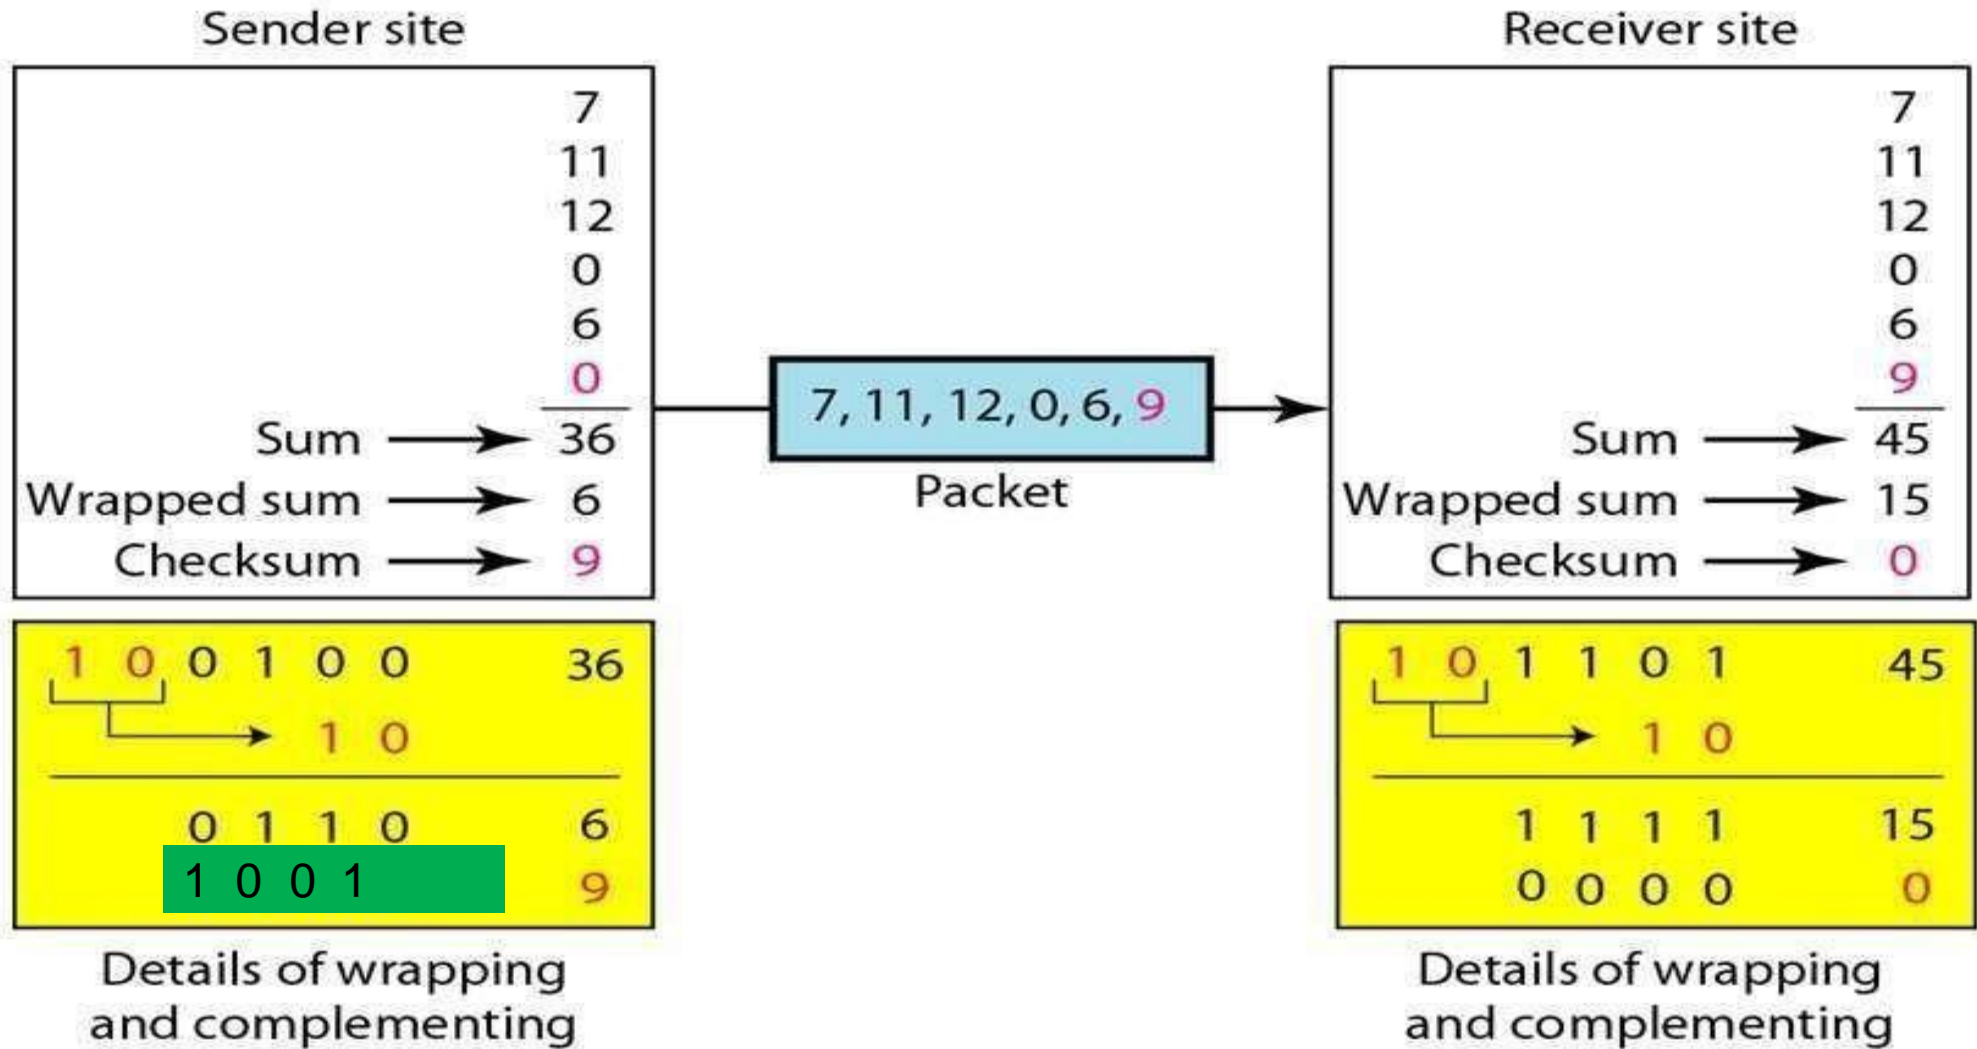 Sender site
7
11
12
0
6
0
Sum 36
Wrapped sum 6
Checksum 9
1 0 0 1 0 0 36
1 0
0 1 1 0 6
1 0 0 1 9
Details of wrapping
and complementing
7, 11, 12, 0, 6, 9
Packet
Receiver site
7
11
12
0
6
9
Sum 45
Wrapped sum 15
Checksum 0
1 0 1 1 0 1 45
1 0
1 1 1 1 15
0 0 0 0 0
Details of wrapping
and complementing